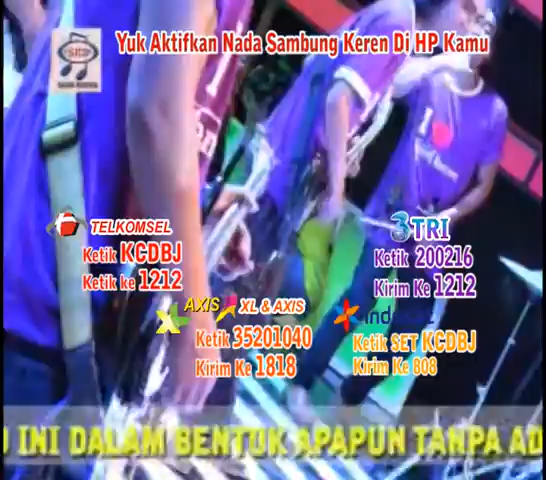 Yuk Aktifkan Nada Sambung Keren Di HP Kamu
TELKOMSEL
Ketik KCDBJ
Ketik ke 1212
3 TRI
Ketik 200216
Kirim Ke 1212
AXIS XL & AXIS
XL
Ketik 35201040
Kirim Ke 1818
Ketik SET KCDBJ
Kirim Ke 808
INI DALAM BENTUK APAPUN TANPA AD